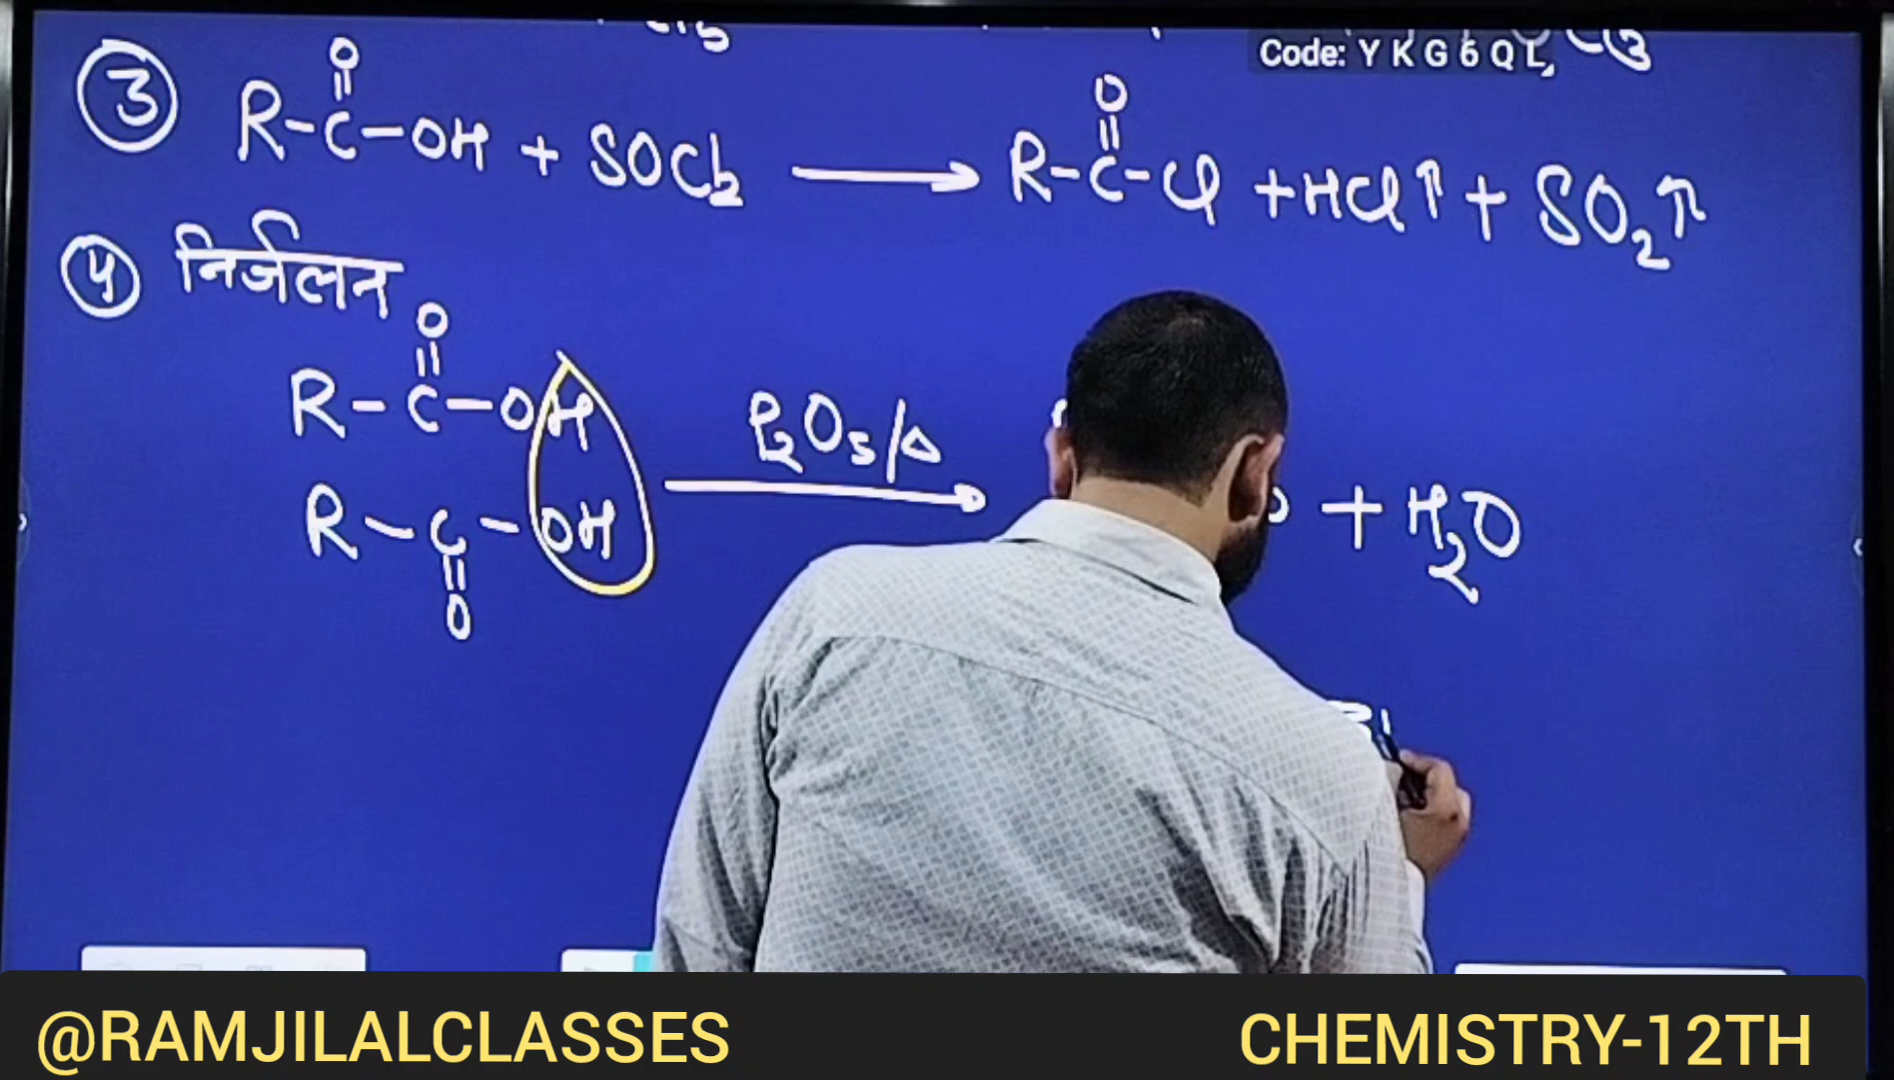 Code: Y K G 6 Q L
③ R-C-OH + SOCl2 ⟶ R-C-Cl + HCl↑ + SO2↑
O
||
O
||
④ निर्जलन
O
||
R-C-OH
P2O5/Δ
+ H2O
R-C-OH
||
O
@RAMJILALCLASSES
CHEMISTRY-12TH